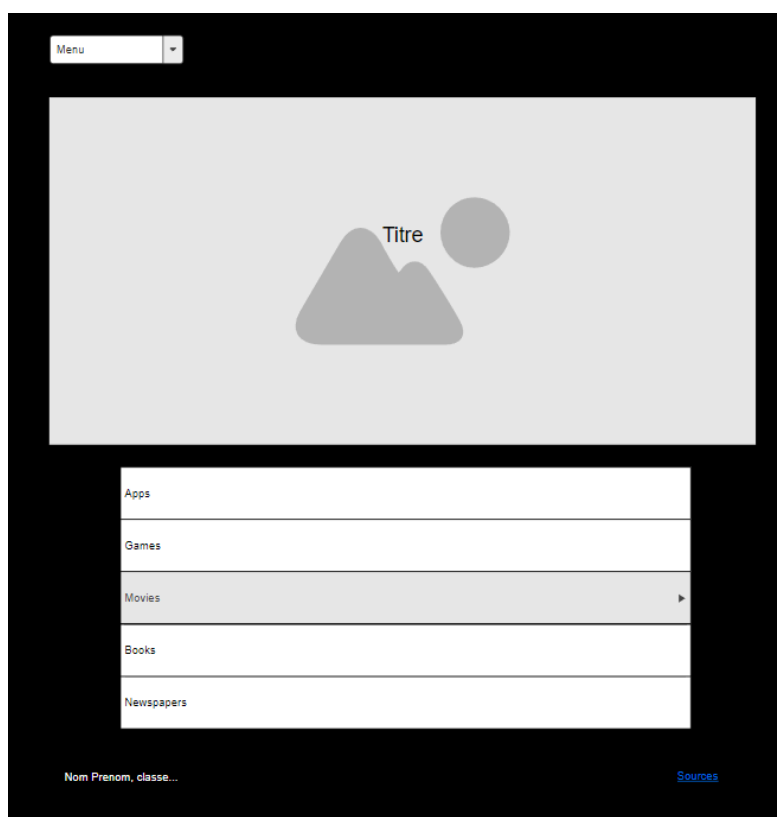 Menu
Titre
Apps
Games
Movies
Books
Newspapers
Nom Prenom, classe...
Sources